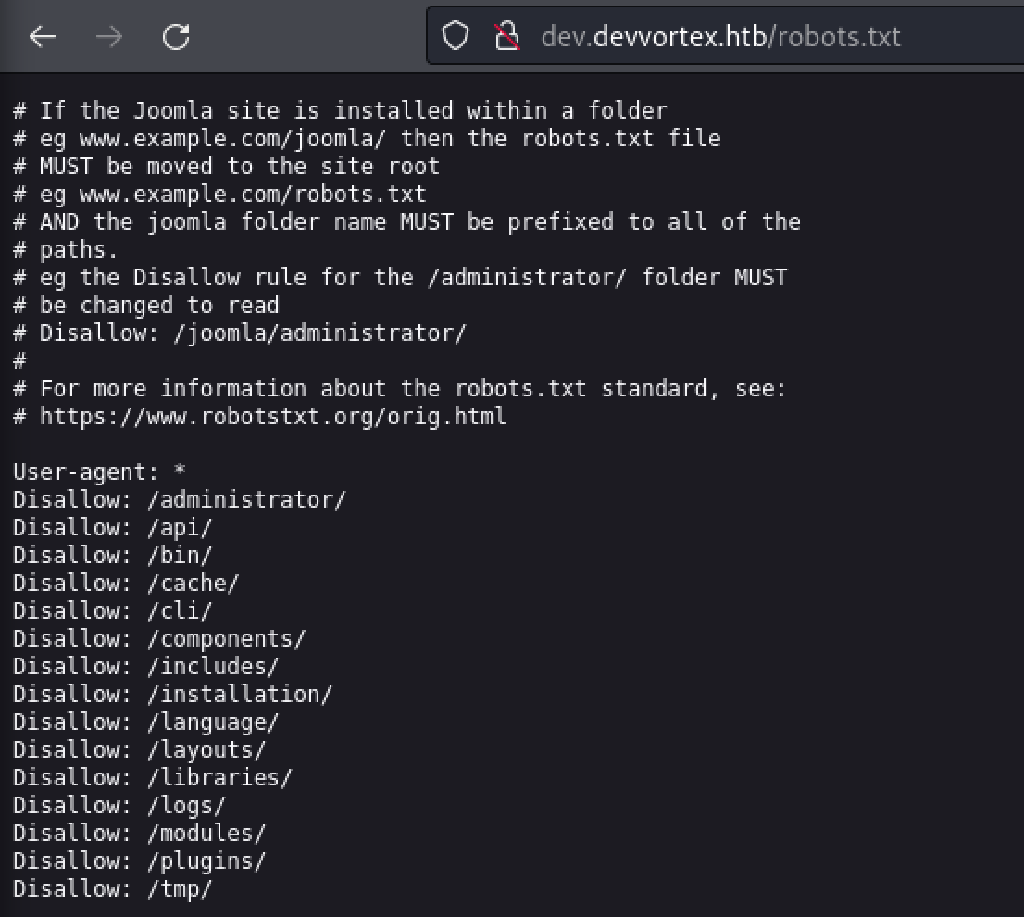 dev.devvortex.htb/robots.txt
# If the Joomla site is installed within a folder
# eg www.example.com/joomla/ then the robots.txt file
# MUST be moved to the site root
# eg www.example.com/robots.txt
# AND the joomla folder name MUST be prefixed to all of the
# paths.
# eg the Disallow rule for the /administrator/ folder MUST
# be changed to read
# Disallow: /joomla/administrator/
#
# For more information about the robots.txt standard, see:
# https://www.robotstxt.org/orig.html
User-agent: *
Disallow: /administrator/
Disallow: /api/
Disallow: /bin/
Disallow: /cache/
Disallow: /cli/
Disallow: /components/
Disallow: /includes/
Disallow: /installation/
Disallow: /language/
Disallow: /layouts/
Disallow: /libraries/
Disallow: /logs/
Disallow: /modules/
Disallow: /plugins/
Disallow: /tmp/